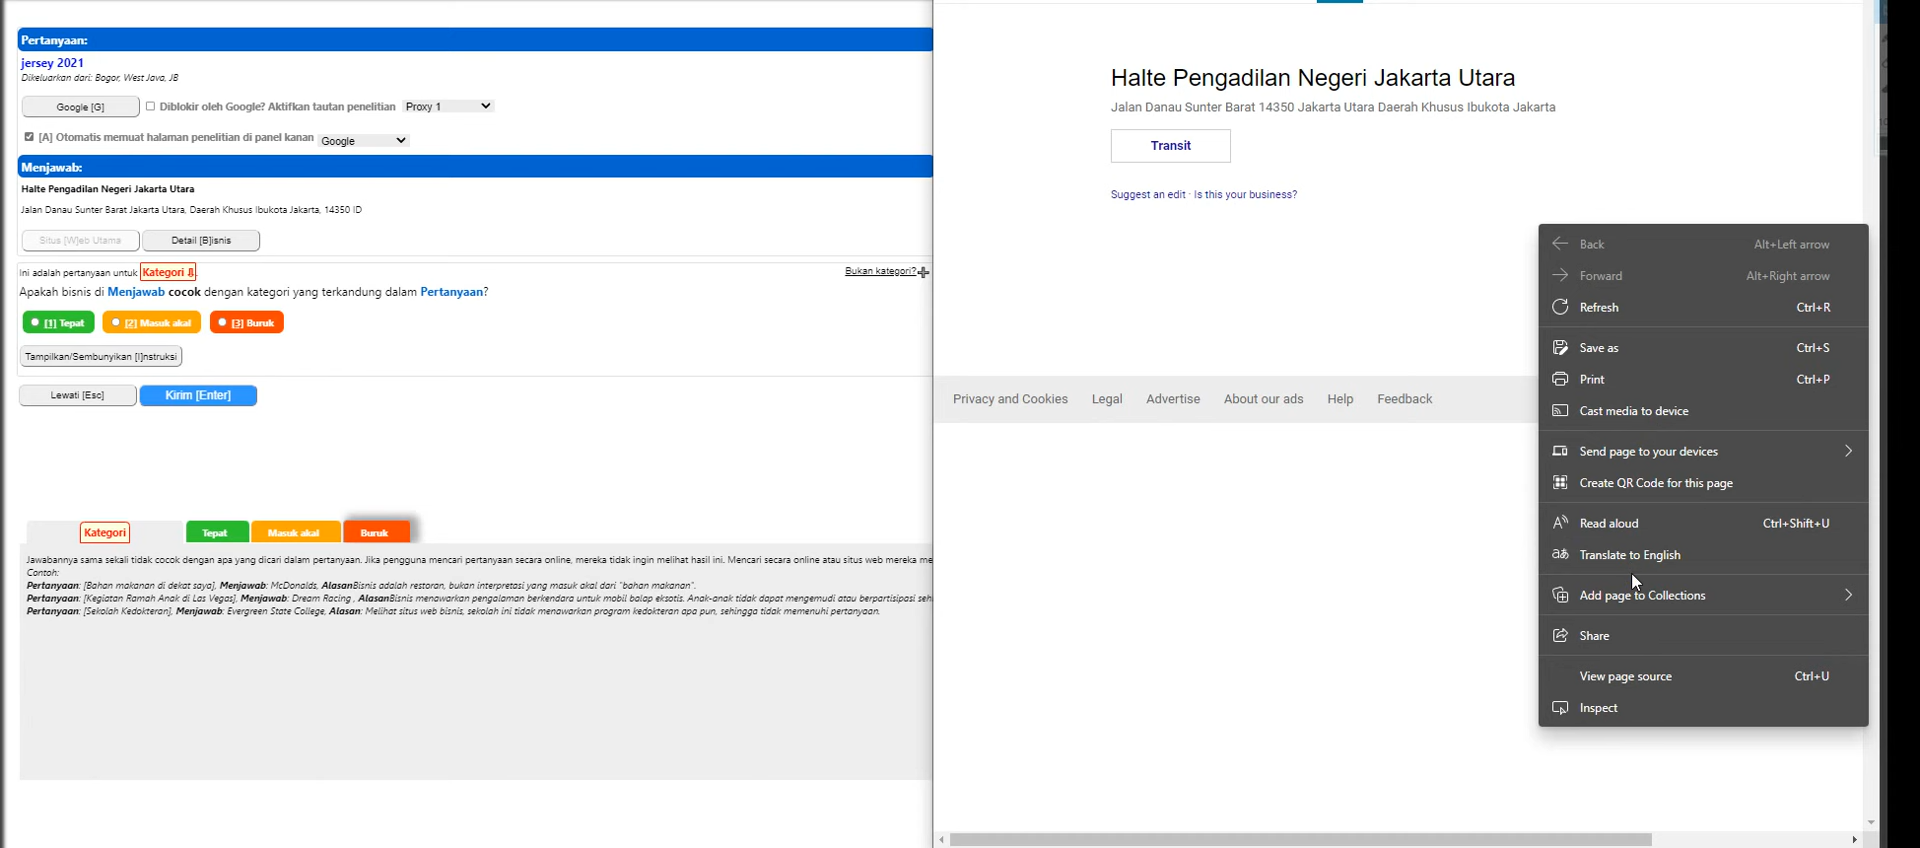 Pertanyaan:
jersey 2021
Dikeluarkan dari: Bogor, West Java, JB
Google [G]
Diblokir oleh Google? Aktifkan tautan penelitian
Proxy 1
[A] Otomatis memuat halaman penelitian di panel kanan
Google
Menjawab:
Halte Pengadilan Negeri Jakarta Utara
Jalan Danau Sunter Barat Jakarta Utara, Daerah Khusus Ibukota Jakarta, 14350 ID
Situs [W]eb Utama
Detail [B]isnis
Ini adalah pertanyaan untuk Kategori ⇩.
Bukan kategori?
Apakah bisnis di Menjawab cocok dengan kategori yang terkandung dalam Pertanyaan?
[1] Tepat
[2] Masuk akal
[3] Buruk
Tampilkan/Sembunyikan [I]nstruksi
Lewati [Esc]
Kirim [Enter]
Kategori
Tepat
Masuk akal
Buruk
Jawabannya sama sekali tidak cocok dengan apa yang dicari dalam pertanyaan. Jika pengguna mencari pertanyaan secara online, mereka tidak ingin melihat hasil ini. Mencari secara online atau situs web mereka me
Contoh:
Pertanyaan: [Bahan makanan di dekat saya], Menjawab: McDonalds, AlasanBisnis adalah restoran, bukan interpretasi yang masuk akal dari "bahan makanan".
Pertanyaan: [Kegiatan Ramah Anak di Las Vegas], Menjawab: Dream Racing , AlasanBisnis menawarkan pengalaman berkendara untuk mobil balap eksotis. Anak-anak tidak dapat mengemudi atau berpartisipasi seh
Pertanyaan: [Sekolah Kedokteran], Menjawab: Evergreen State College, Alasan: Melihat situs web bisnis, sekolah ini tidak menawarkan program kedokteran apa pun, sehingga tidak memenuhi pertanyaan.
Halte Pengadilan Negeri Jakarta Utara
Jalan Danau Sunter Barat 14350 Jakarta Utara Daerah Khusus Ibukota Jakarta
Transit
Suggest an edit · Is this your business?
Privacy and Cookies
Legal
Advertise
About our ads
Help
Feedback
Back Alt+Left arrow
Forward Alt+Right arrow
Refresh Ctrl+R
Save as Ctrl+S
Print Ctrl+P
Cast media to device
Send page to your devices
Create QR Code for this page
Read aloud Ctrl+Shift+U
Translate to English
Add page to Collections
Share
View page source Ctrl+U
Inspect